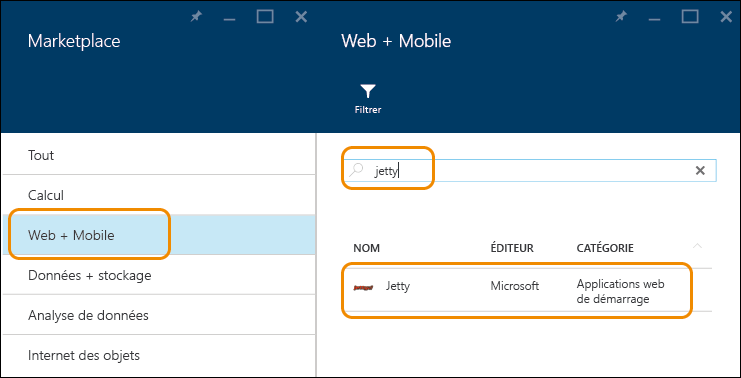 Marketplace
Tout
Calcul
Web + Mobile
Données + stockage
Analyse de données
Internet des objets
Web + Mobile
Filtrer
jetty
NOM ÉDITEUR CATÉGORIE
Jetty Microsoft Applications web
de démarrage